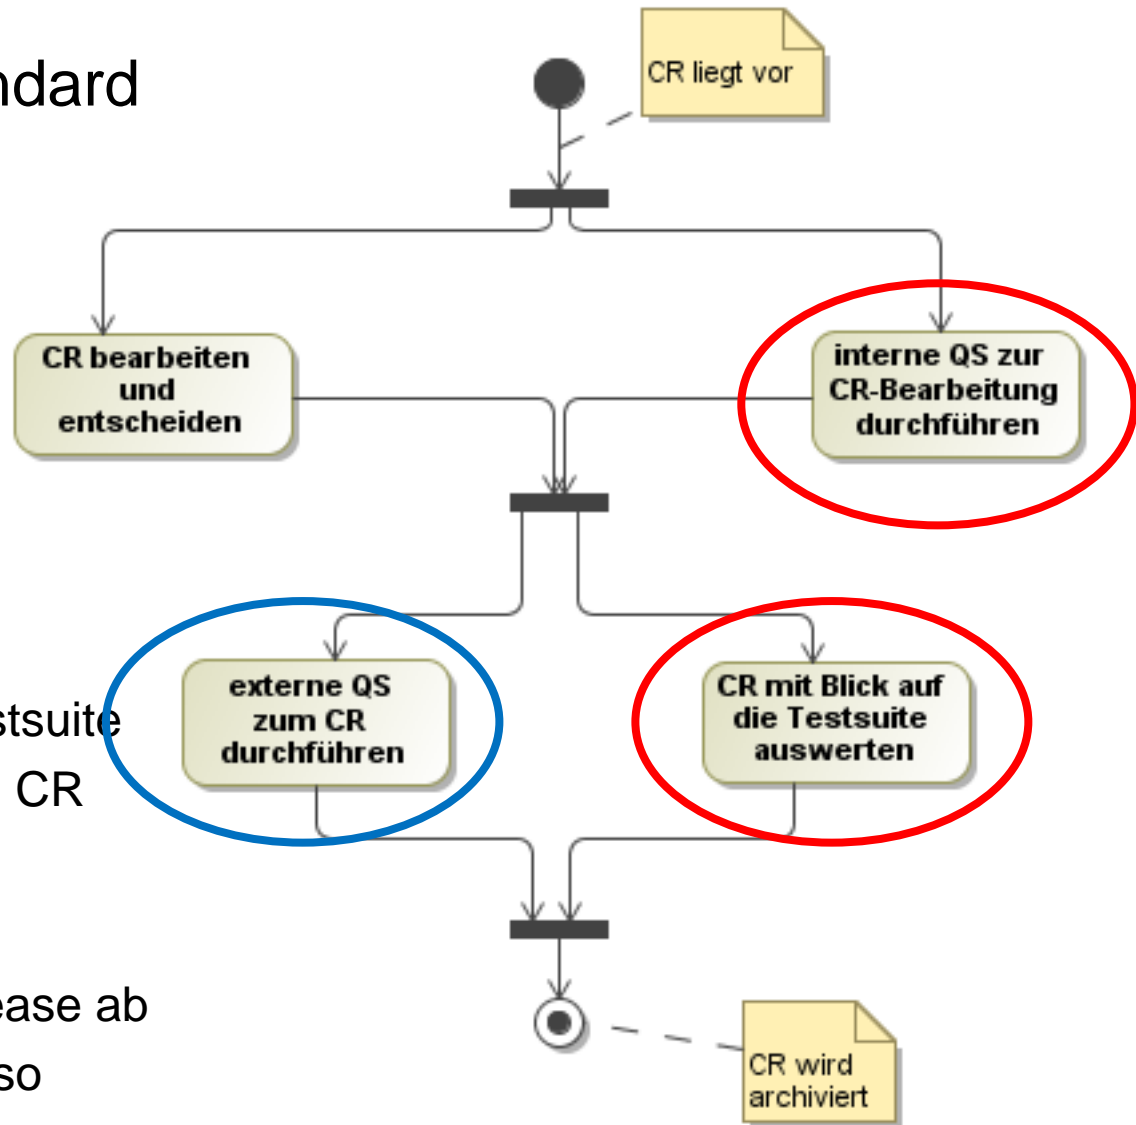 ndard
CR liegt vor
CR bearbeiten
und
entscheiden
interne QS zur
CR-Bearbeitung
durchführen
externe QS
zum CR
durchführen
CR mit Blick auf
die Testsuite
auswerten
stsuite
CR
ease ab
so
CR wird
archiviert